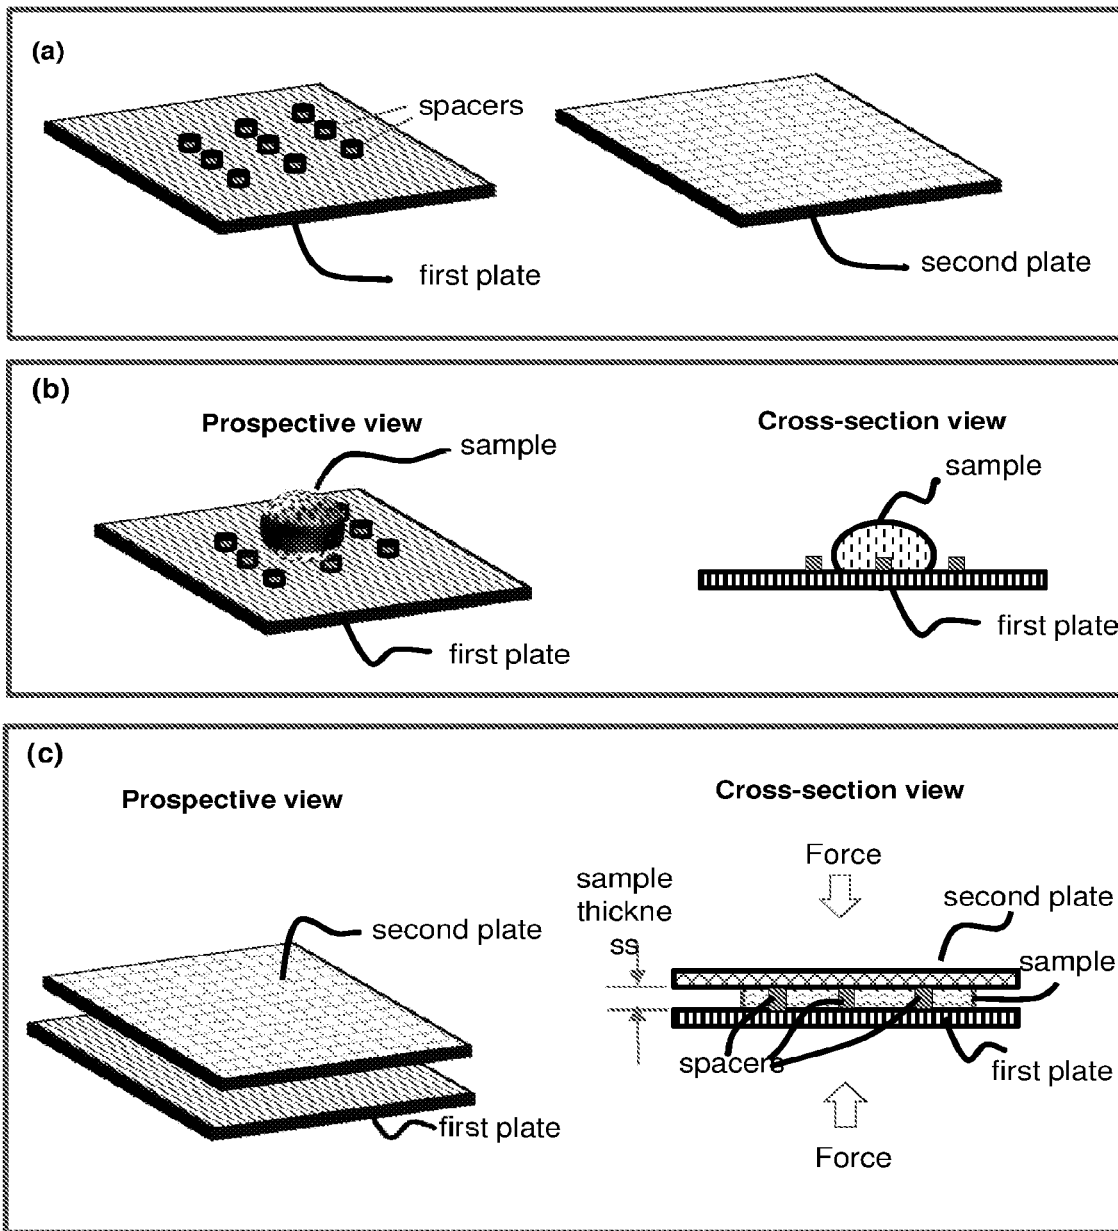 (a)
spacers
first plate
second plate
(b)
Prospective view
sample
first plate
Cross-section view
sample
first plate
(c)
Prospective view
second plate
first plate
Cross-section view
Force
sample
thickne
ss
second plate
sample
spacers
first plate
Force